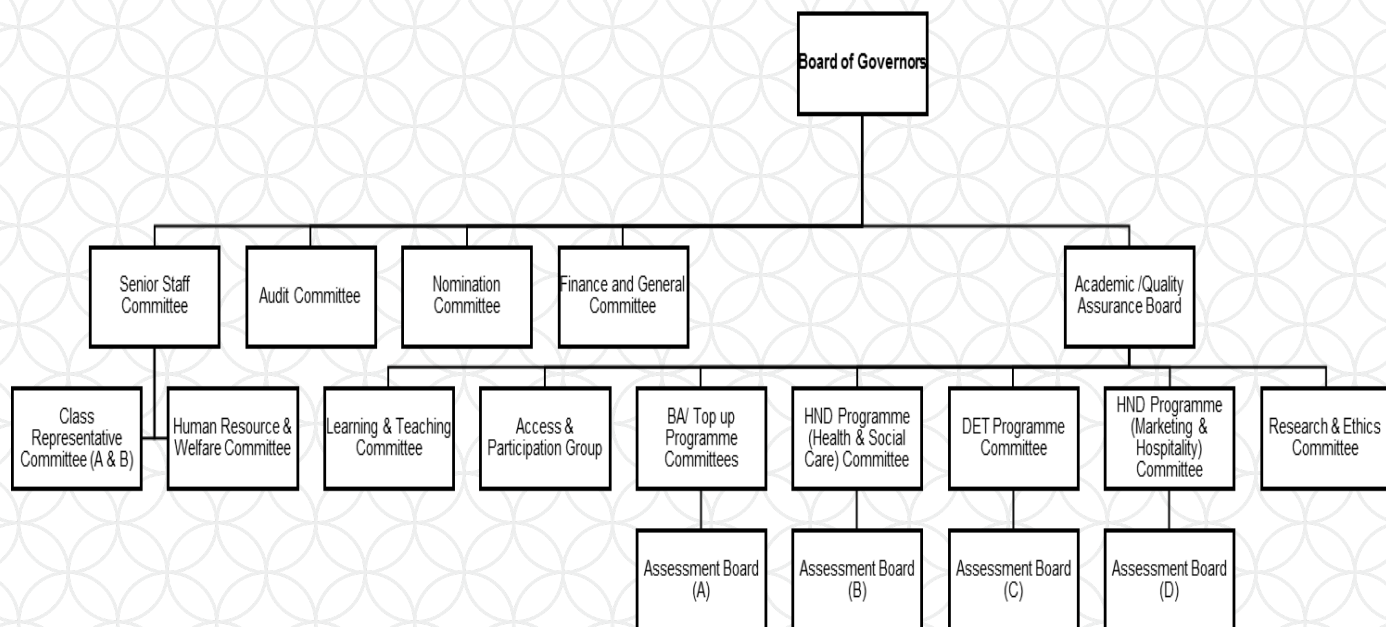 Board of Governors
Senior Staff
Committee
Audit Committee
Nomination
Committee
Finance and General
Committee
Academic /Quality
Assurance Board
Class
Representative
Committee (A & B)
Human Resource &
Welfare Committee
Learning & Teaching
Committee
Access &
Participation Group
BA/ Top up
Programme
Committees
HND Programme
(Health & Social
Care) Committee
DET Programme
Committee
HND Programme
(Marketing &
Hospitality)
Committee
Research & Ethics
Committee
Assessment Board
(A)
Assessment Board
(B)
Assessment Board
(C)
Assessment Board
(D)